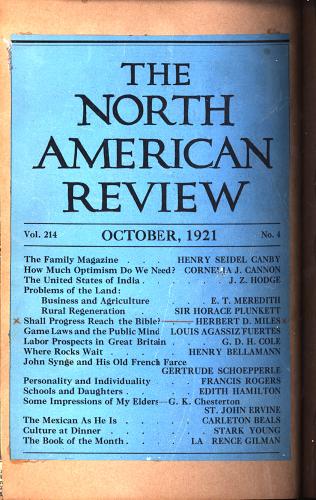 THE
NORTH
AMERICAN
REVIEW
Vol. 214 OCTOBER, 1921 No. 4
The Family Magazine . . . HENRY SEIDEL CANBY
How Much Optimism Do We Need? CORNELIA J. CANNON
The United States of India . . . . J. Z. HODGE
Problems of the Land:
Business and Agriculture . . E. T. MEREDITH
Rural Regeneration SIR HORACE PLUNKETT
Shall Progress Reach the Bible? HERBERT D. MILES
Game Laws and the Public Mind LOUIS AGASSIZ FUERTES
Labor Prospects in Great Britain . G. D. H. COLE
Where Rocks Wait . . . HENRY BELLAMANN
John Synge and His Old French Farce
GERTRUDE SCHOEPPERLE
Personality and Individuality . FRANCIS ROGERS
Schools and Daughters . . . EDITH HAMILTON
Some Impressions of My Elders—G. K. Chesterton
ST. JOHN ERVINE
The Mexican As He Is . . . CARLETON BEALS
Culture at Dinner . . . . STARK YOUNG
The Book of the Month . . . LA RENCE GILMAN